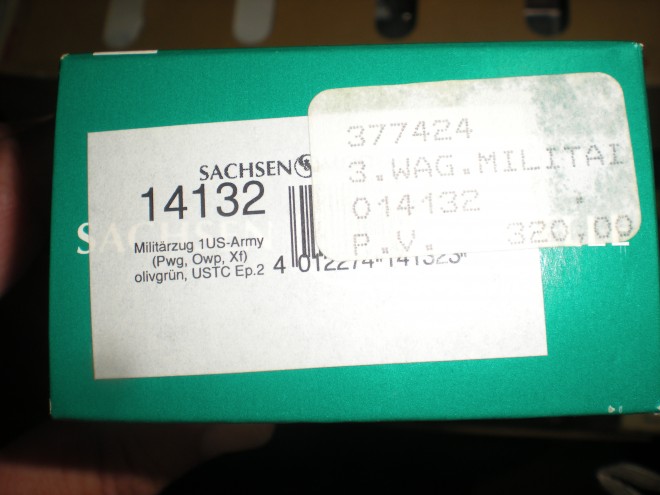 377424
3.WAG.MILITAI
014132
P.V. 320,00
SACHSEN
14132
Militärzug 1US-Army
(Pwg, Owp, Xf)
olivgrün, USTC Ep.2
4 012274 141323